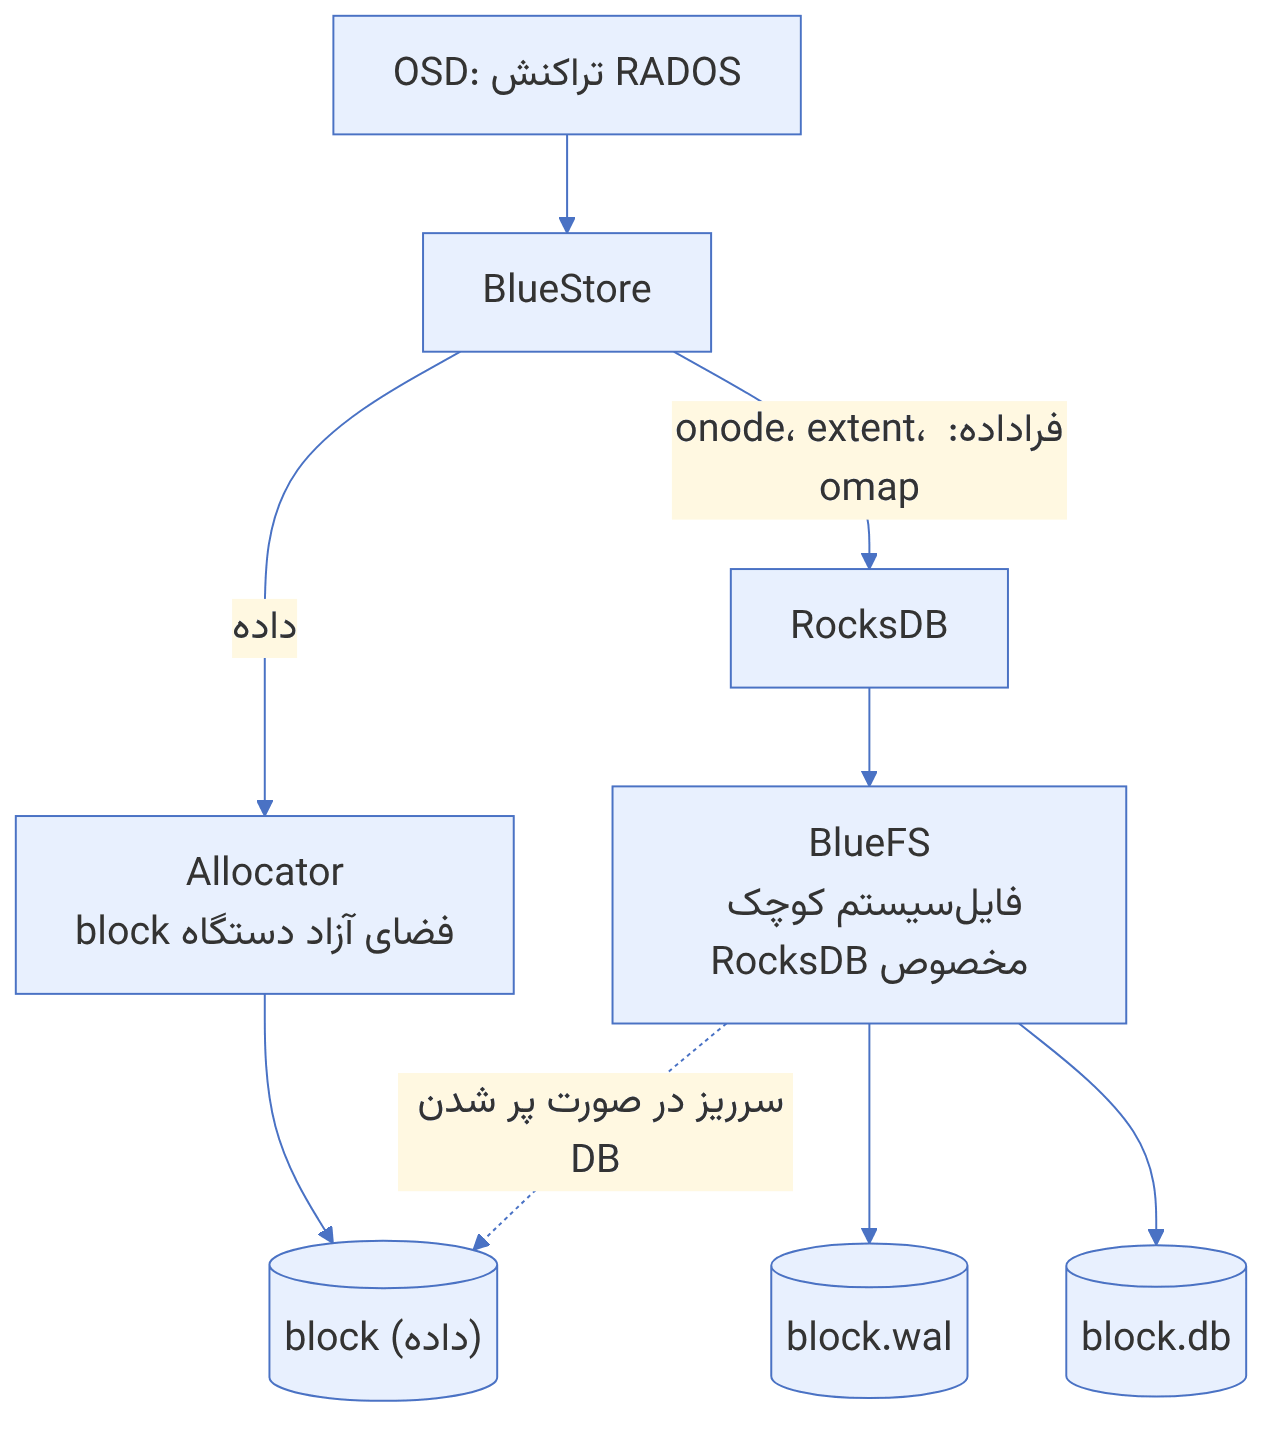 OSD: تراکنش RADOS
BlueStore
فراداده: onode، extent،
omap
داده
RocksDB
Allocator
فضای آزاد دستگاه block
BlueFS
فایل‌سیستم کوچک
مخصوص RocksDB
سرریز در صورت پر شدن
DB
block (داده)
block.wal
block.db